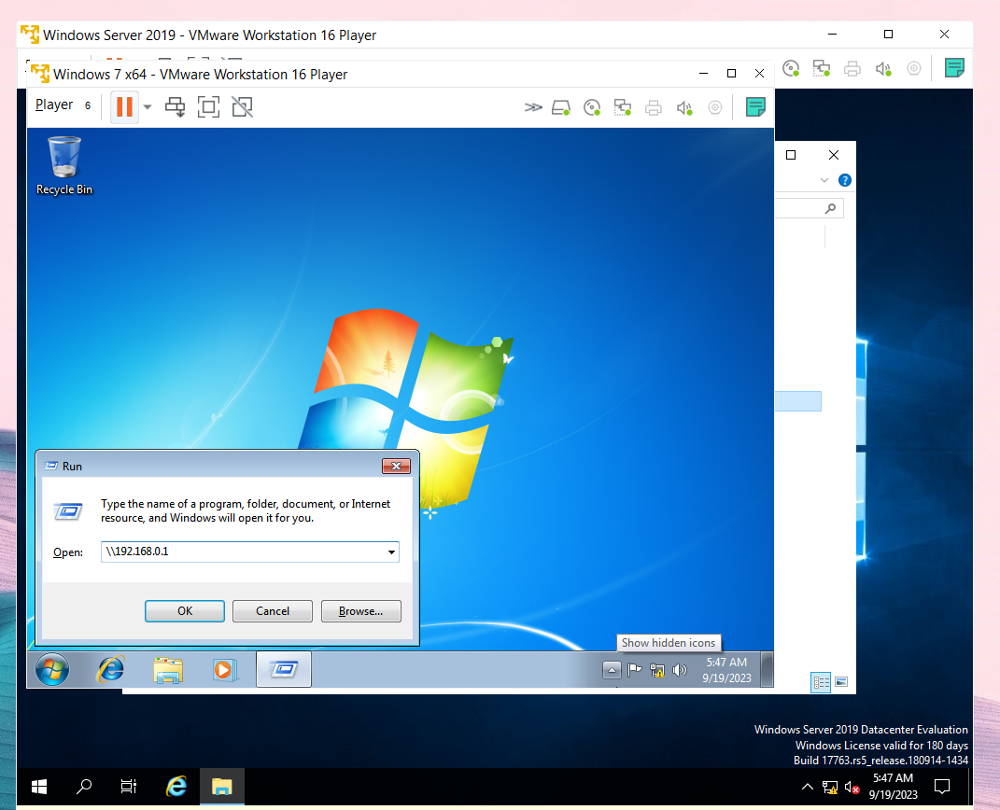 Windows Server 2019 - VMware Workstation 16 Player
Windows 7 x64 - VMware Workstation 16 Player
Player 6
Recycle Bin
Run
Type the name of a program, folder, document, or Internet
resource, and Windows will open it for you.
Open: \\192.168.0.1
OK Cancel Browse...
Show hidden icons
5:47 AM
9/19/2023
Windows Server 2019 Datacenter Evaluation
Windows License valid for 180 days
Build 17763.rs5_release.180914-1434
5:47 AM
9/19/2023